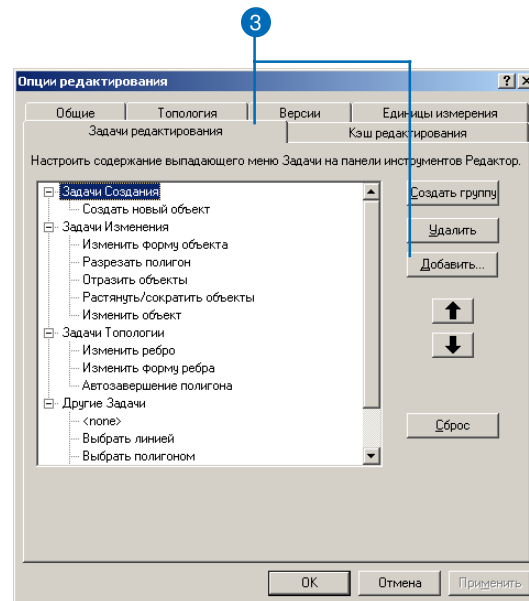 3
Опции редактирования
Общие Топология Версии Единицы измерения
Задачи редактирования Кэш редактирования
Настроить содержание выпадающего меню Задачи на панели инструментов Редактор.
Задачи Создания
Создать новый объект
Задачи Изменения
Изменить форму объекта
Разрезать полигон
Отразить объекты
Растянуть/сократить объекты
Изменить объект
Задачи Топологии
Изменить ребро
Изменить форму ребра
Автозавершение полигона
Другие Задачи
<none>
Выбрать линией
Выбрать полигоном
Создать группу
Удалить
Добавить...
Сброс
OK Отмена Применить